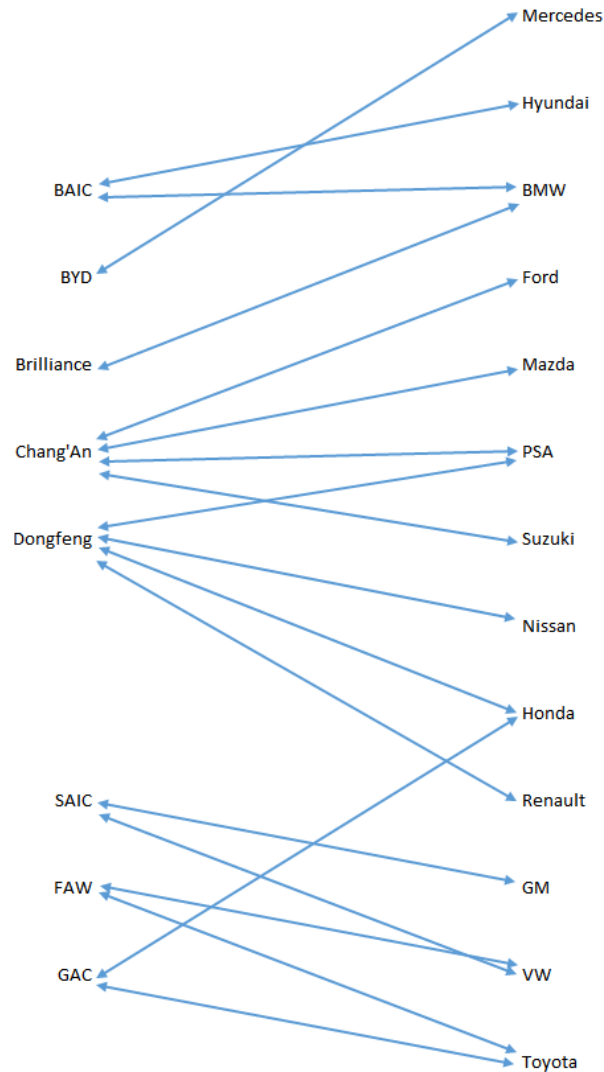 Mercedes
Hyundai
BAIC
BMW
BYD
Ford
Brilliance
Mazda
Chang'An
PSA
Dongfeng
Suzuki
Nissan
Honda
SAIC
Renault
FAW
GM
GAC
VW
Toyota